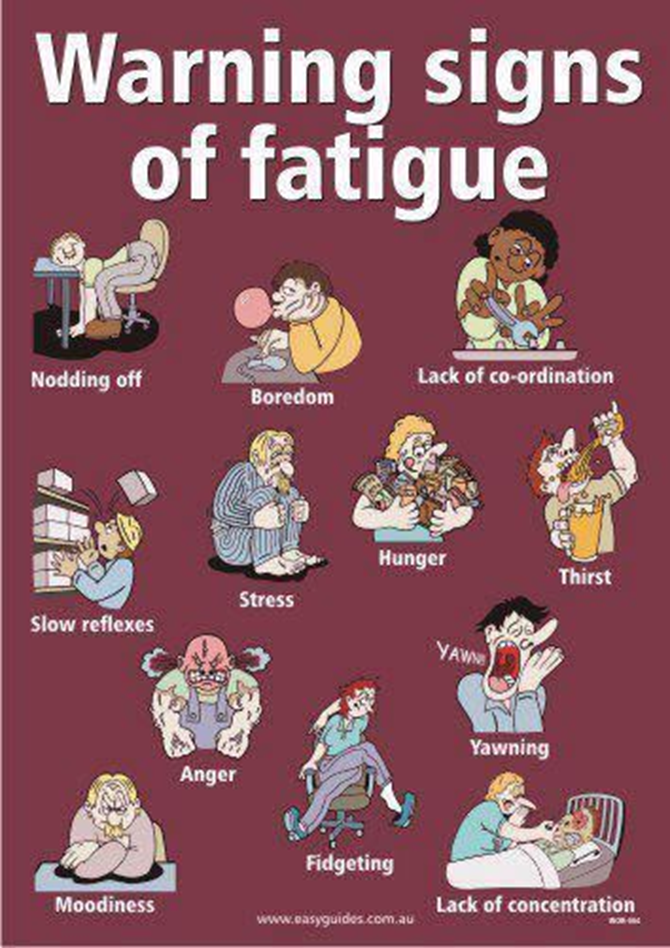 Warning signs
of fatigue
Nodding off
Boredom
Lack of co-ordination
Slow reflexes
Stress
Hunger
Thirst
YAWN!!
Anger
Yawning
Moodiness
Fidgeting
Lack of concentration
www.easyguides.com.au